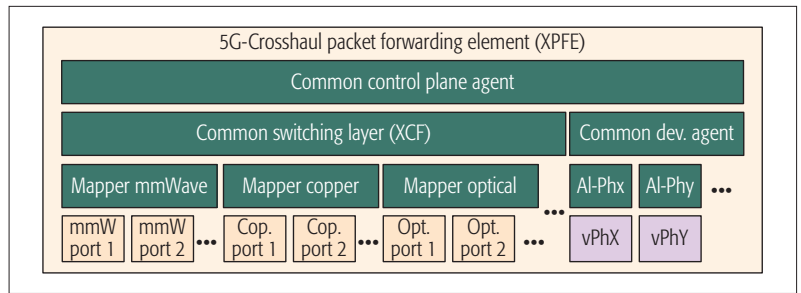 5G-Crosshaul packet forwarding element (XPFE)
Common control plane agent
Common switching layer (XCF)
Common dev. agent
Mapper mmWave
Mapper copper
Mapper optical
Al-Phx
Al-Phy
•••
•••
mmW
port 1
mmW
port 2
•••
Cop.
port 1
Cop.
port 2
•••
Opt.
port 1
Opt.
port 2
•••
vPhX
vPhY